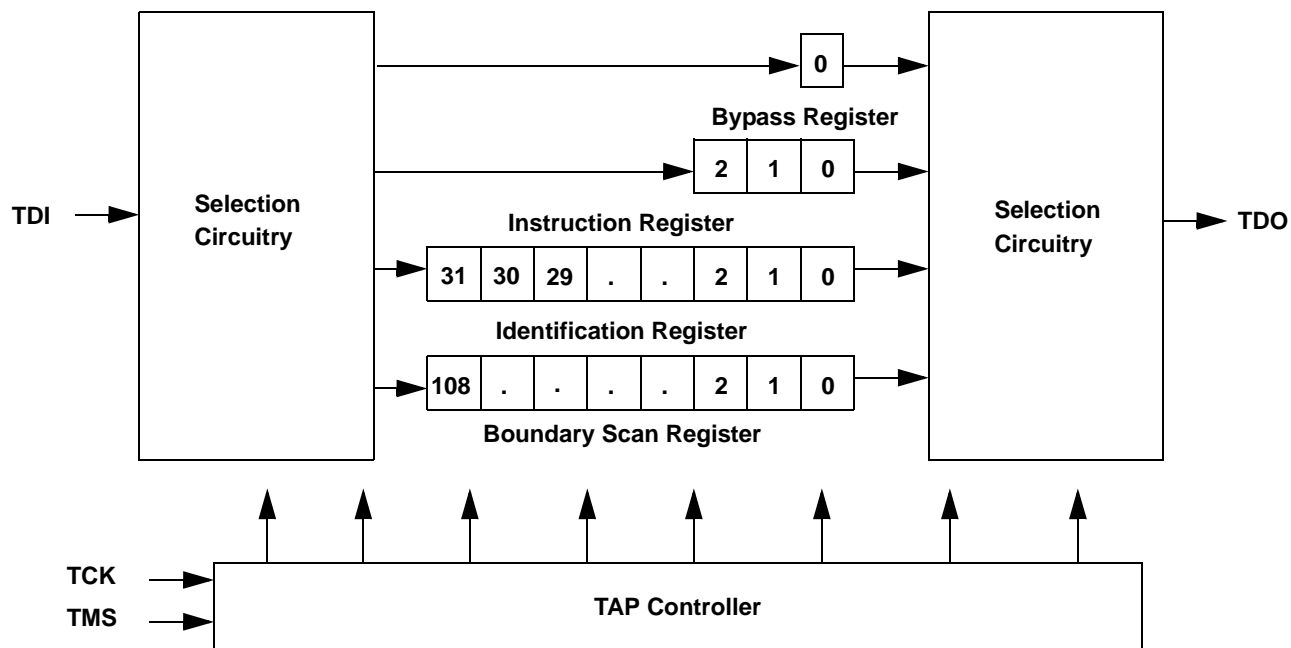 0
Bypass Register
2 1 0
TDI
Selection
Circuitry
Instruction Register
Selection
Circuitry
TDO
31 30 29 . . 2 1 0
Identification Register
108 . . . . 2 1 0
Boundary Scan Register
TCK
TMS
TAP Controller